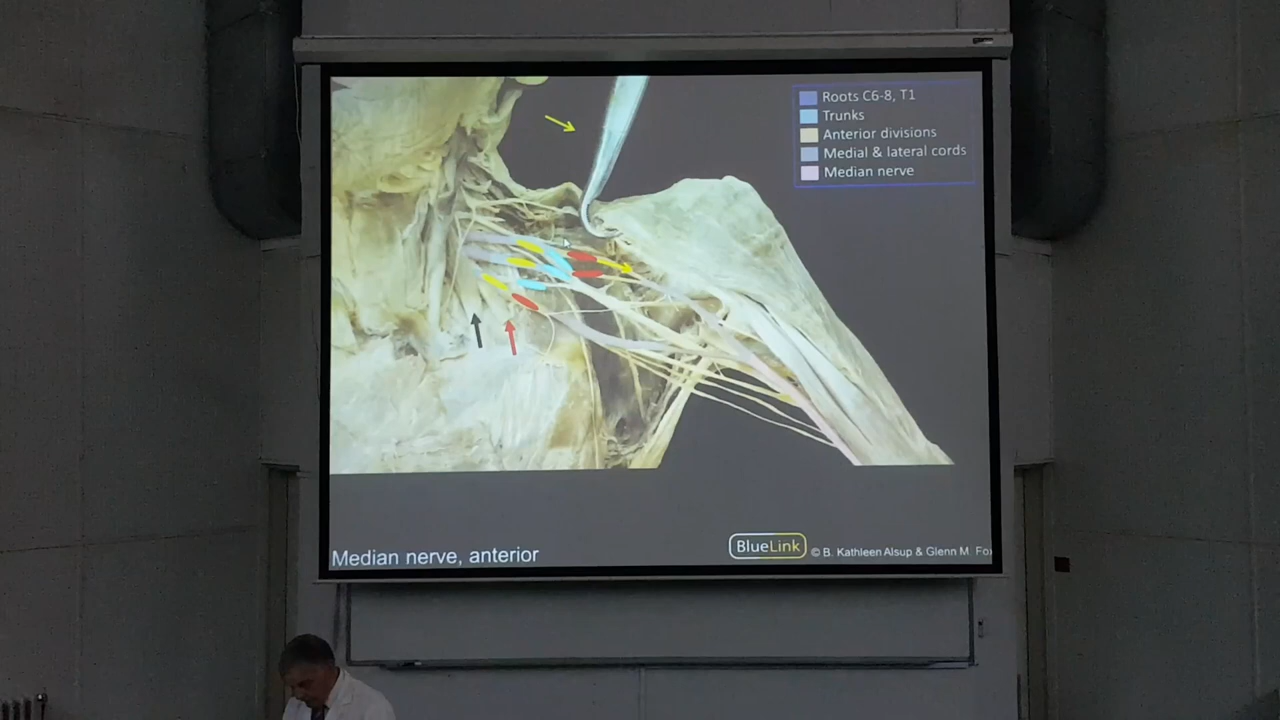 Roots C6-8, T1
Trunks
Anterior divisions
Medial & lateral cords
Median nerve
Median nerve, anterior
BlueLink
© B. Kathleen Alsup & Glenn M. Fo